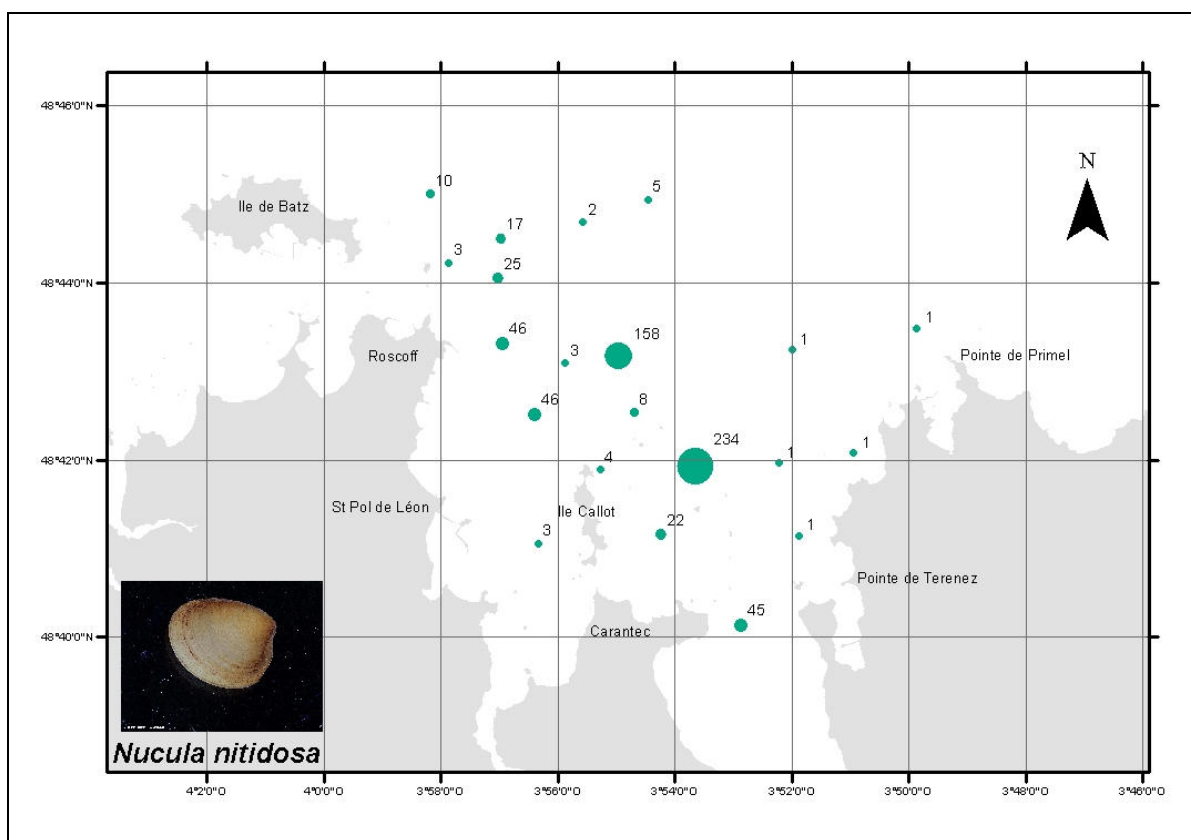 48°46'0"N
N
5
10
Ile de Batz
2
17
3
25
48°44'0"N
1
46
158
1
3
Roscoff
Pointe de Primel
46
8
234
48°42'0"N
4
1
1
St Pol de Léon
Ile Callot
22
1
3
Pointe de Terenez
45
Carantec
48°40'0"N
Nucula nitidosa
4°2'0"O
4°0'0"O
3°58'0"O
3°56'0"O
3°54'0"O
3°52'0"O
3°50'0"O
3°48'0"O
3°46'0"O